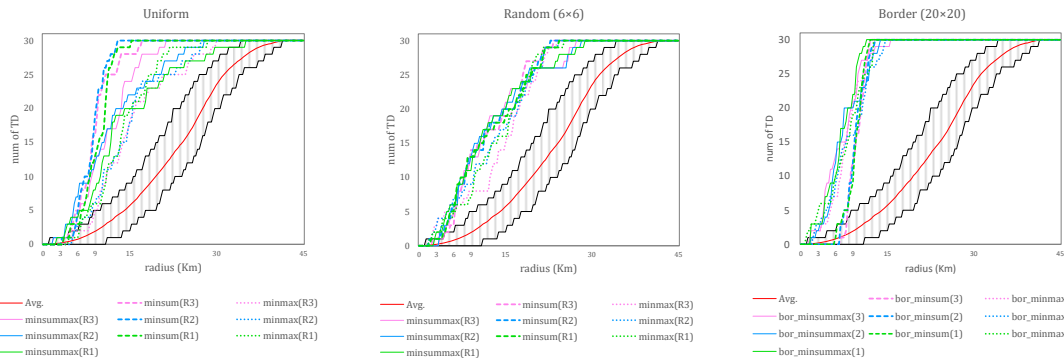 Uniform
30
25
20
15
10
5
0
num of TD
0 3 6 9 15 30 45
radius (Km)
Avg. minsum(R3) minmax(R3)
minsummax(R3) minsum(R2) minmax(R2)
minsummax(R2) minsum(R1) minmax(R1)
minsummax(R1)
Random (6×6)
30
25
20
15
10
5
0
num of TD
0 3 6 9 15 30 45
radius (Km)
Avg. minsum(R3) minmax(R3)
minsummax(R3) minsum(R2) minmax(R2)
minsummax(R2) minsum(R1) minmax(R1)
minsummax(R1)
Border (20×20)
30
25
20
15
10
5
0
num of TD
0 3 6 9 15 30 45
radius (Km)
Avg. bor_minsum(3) bor_minmax(
bor_minsummax(3) bor_minsum(2) bor_minmax(
bor_minsummax(2) bor_minsum(1) bor_minmax(
bor_minsummax(1)